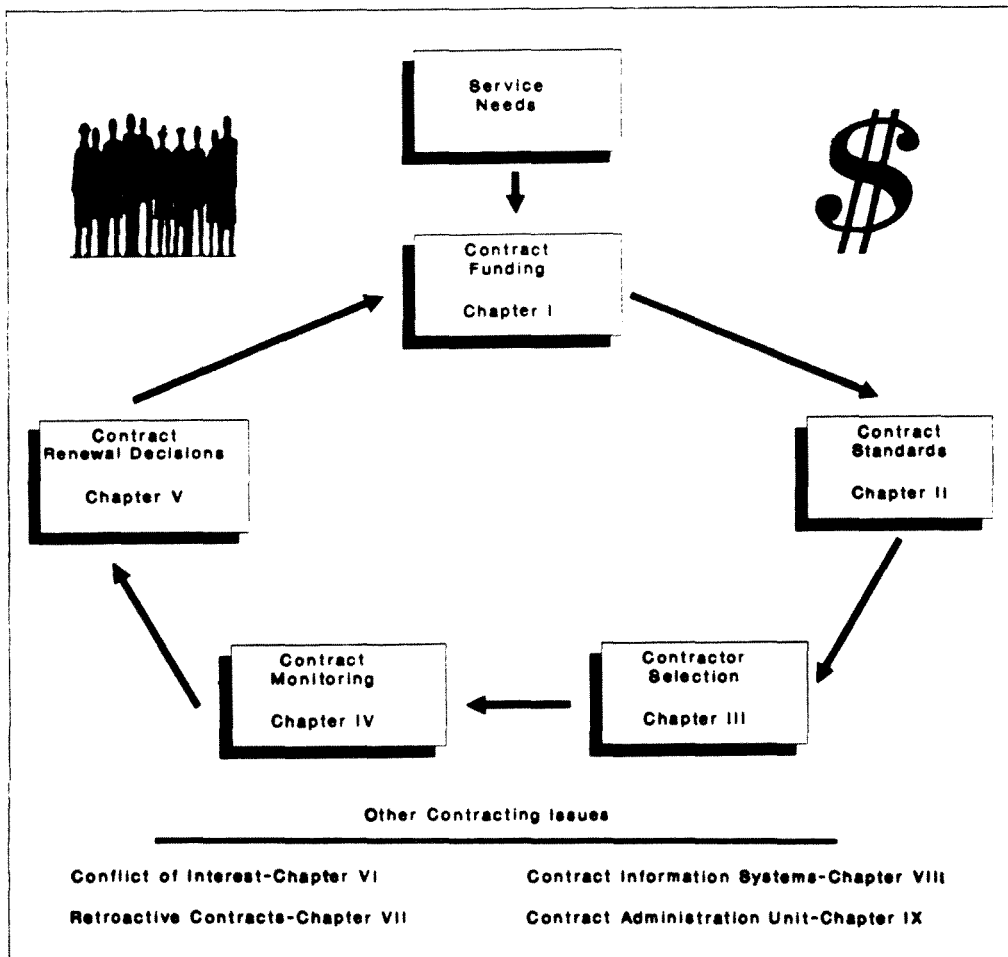 Service
Needs
$
Contract
Funding
Chapter I
Contract
Renewal Decisions
Chapter V
Contract
Standards
Chapter II
Contract
Monitoring
Chapter IV
Contractor
Selection
Chapter III
Other Contracting Issues
Conflict of Interest-Chapter VI
Contract Information Systems-Chapter VIII
Retroactive Contracts-Chapter VII
Contract Administration Unit-Chapter IX